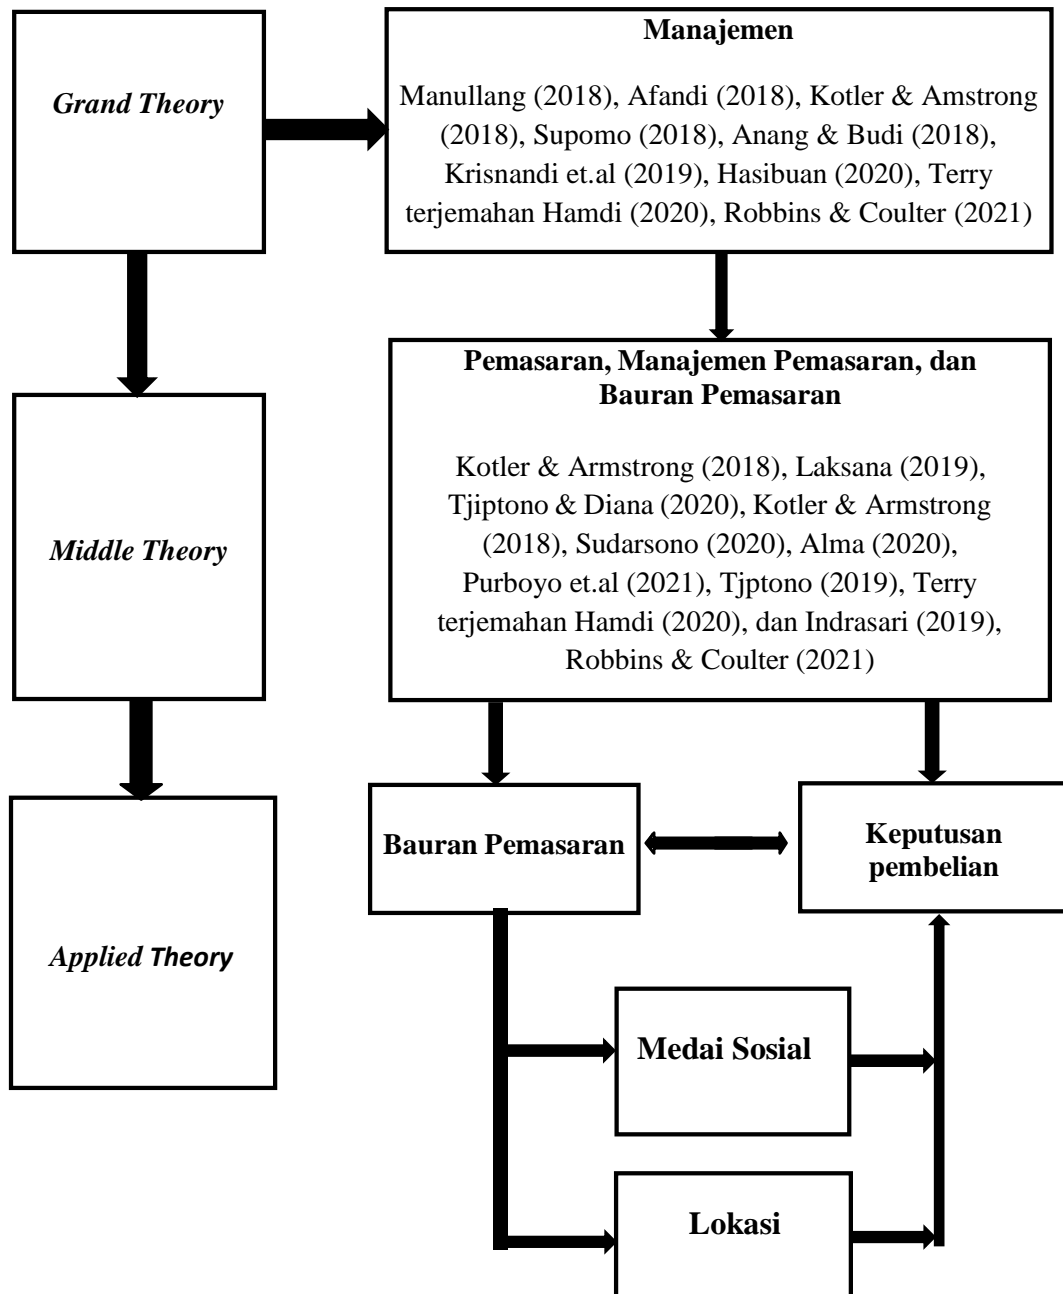 Grand Theory
Manajemen
Manullang (2018), Afandi (2018), Kotler & Amstrong
(2018), Supomo (2018), Anang & Budi (2018),
Krisnandi et.al (2019), Hasibuan (2020), Terry
terjemahan Hamdi (2020), Robbins & Coulter (2021)
Middle Theory
Pemasaran, Manajemen Pemasaran, dan
Bauran Pemasaran
Kotler & Armstrong (2018), Laksana (2019),
Tjiptono & Diana (2020), Kotler & Armstrong
(2018), Sudarsono (2020), Alma (2020),
Purboyo et.al (2021), Tjptono (2019), Terry
terjemahan Hamdi (2020), dan Indrasari (2019),
Robbins & Coulter (2021)
Applied Theory
Bauran Pemasaran
Keputusan
pembelian
Medai Sosial
Lokasi